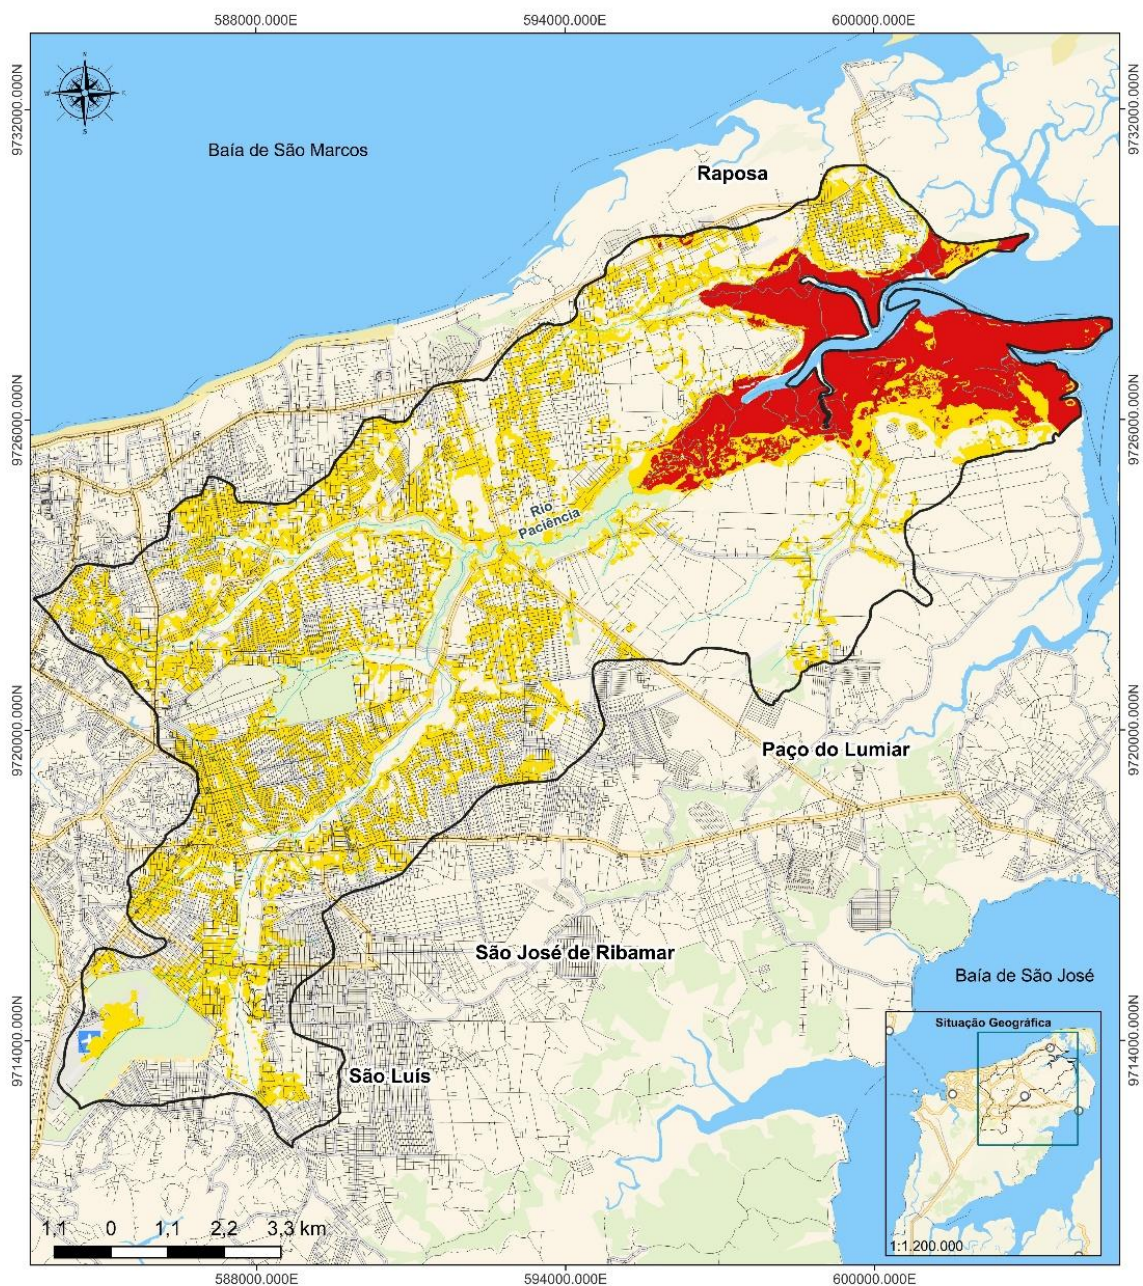 588000.000E
594000.000E
600000.000E
9732000.000N
9732000.000N
N
W
E
S
Baía de São Marcos
Raposa
9726000.000N
9726000.000N
Rio
Paciência
9720000.000N
9720000.000N
Paço do Lumiar
São José de Ribamar
Baía de São José
Situação Geográfica
9714000.000N
9714000.000N
São Luís
1,1 0 1,1 2,2 3,3 km
1:1.200.000
588000.000E
594000.000E
600000.000E